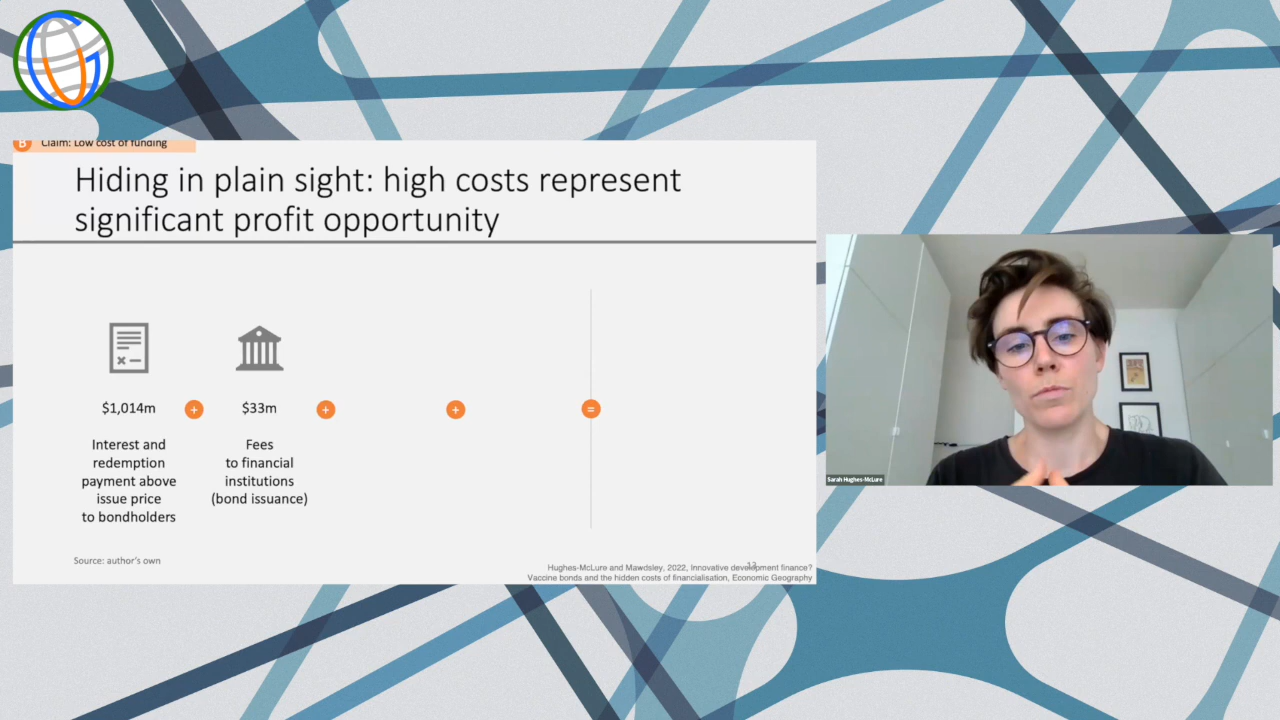 B Claim: Low cost of funding
Hiding in plain sight: high costs represent
significant profit opportunity
$1,014m + $33m + + =
Interest and
redemption
payment above
issue price
to bondholders
Fees
to financial
institutions
(bond issuance)
Source: author's own
13
Hughes-McLure and Mawdsley, 2022, Innovative development finance?
Vaccine bonds and the hidden costs of financialisation, Economic Geography
Sarah Hughes-McLure